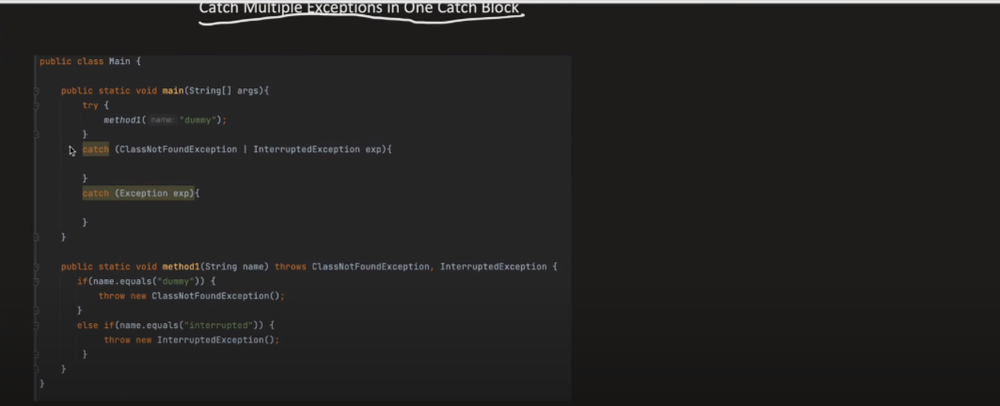 Catch Multiple Exceptions in One Catch Block
public class Main {
public static void main(String[] args){
try {
method1( name: "dummy");
}
catch (ClassNotFoundException | InterruptedException exp){
}
catch (Exception exp){
}
}
public static void method1(String name) throws ClassNotFoundException, InterruptedException {
if(name.equals("dummy")) {
throw new ClassNotFoundException();
}
else if(name.equals("interrupted")) {
throw new InterruptedException();
}
}
}